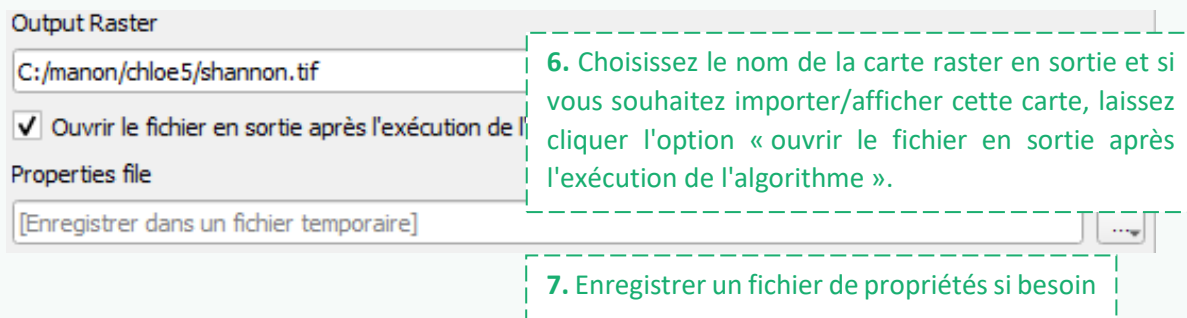 Output Raster
C:/manon/chloe5/shannon.tif
Ouvrir le fichier en sortie après l'exécution de l'
6. Choisissez le nom de la carte raster en sortie et si
vous souhaitez importer/afficher cette carte, laissez
cliquer l'option « ouvrir le fichier en sortie après
l'exécution de l'algorithme ».
Properties file
[Enregistrer dans un fichier temporaire]
...
7. Enregistrer un fichier de propriétés si besoin